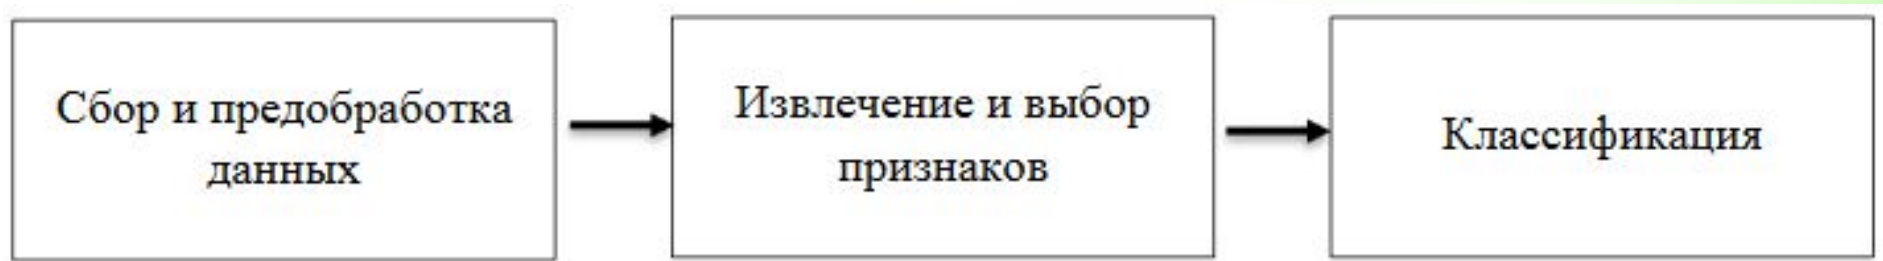 Сбор и предобработка
данных
Извлечение и выбор
признаков
Классификация